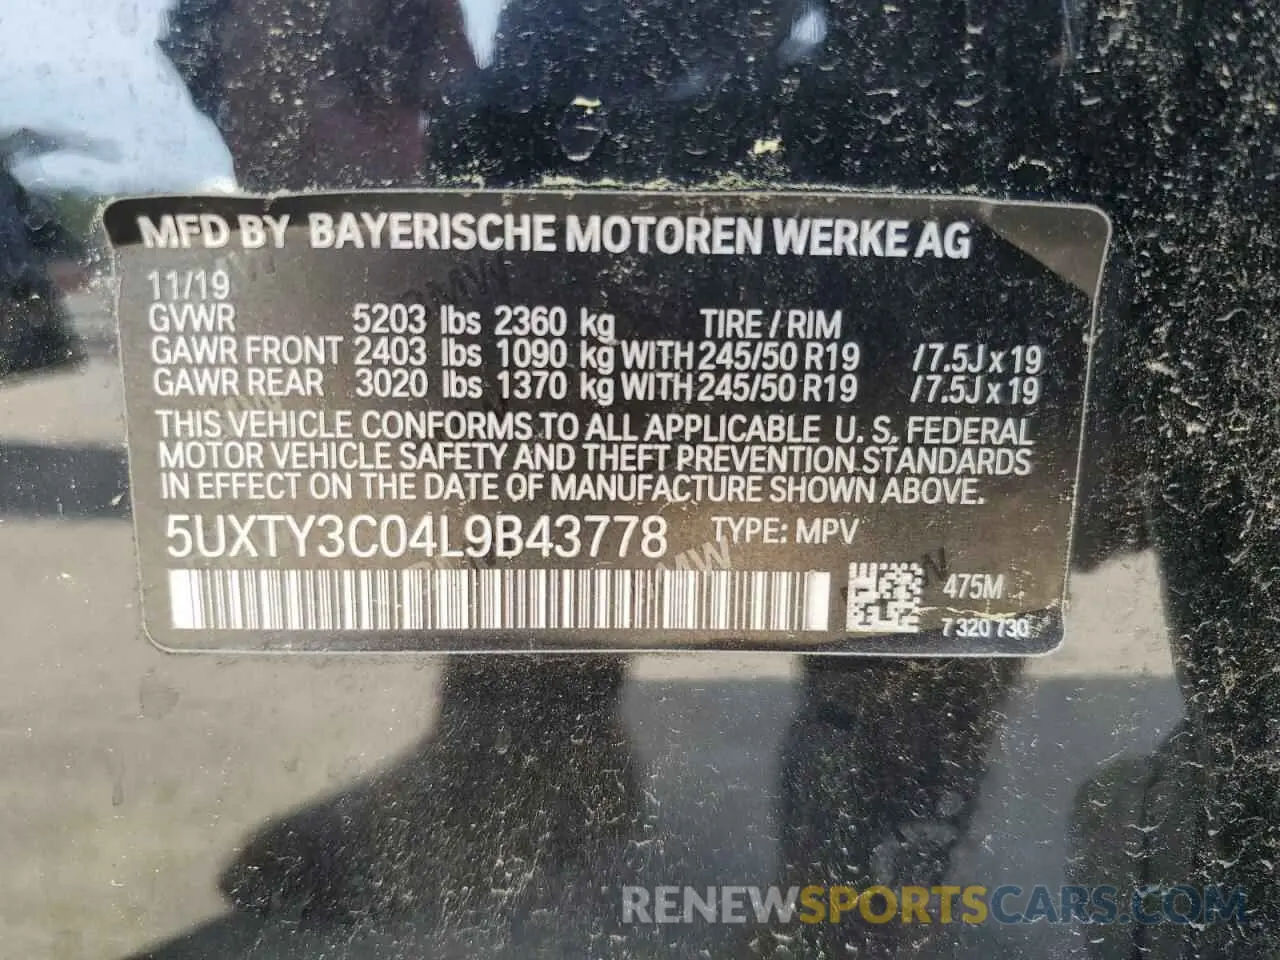 MFD BY BAYERISCHE MOTOREN WERKE AG
11/19
GVWR 5203 lbs 2360 kg TIRE / RIM
GAWR FRONT 2403 lbs 1090 kg WITH 245/50 R19 / 7.5J x 19
GAWR REAR 3020 lbs 1370 kg WITH 245/50 R19 / 7.5J x 19
THIS VEHICLE CONFORMS TO ALL APPLICABLE U. S. FEDERAL
MOTOR VEHICLE SAFETY AND THEFT PREVENTION STANDARDS
IN EFFECT ON THE DATE OF MANUFACTURE SHOWN ABOVE.
5UXTY3C04L9B43778 TYPE: MPV
BMW BMW
475M
7 320 730
RENEWSPORTSCARS.COM